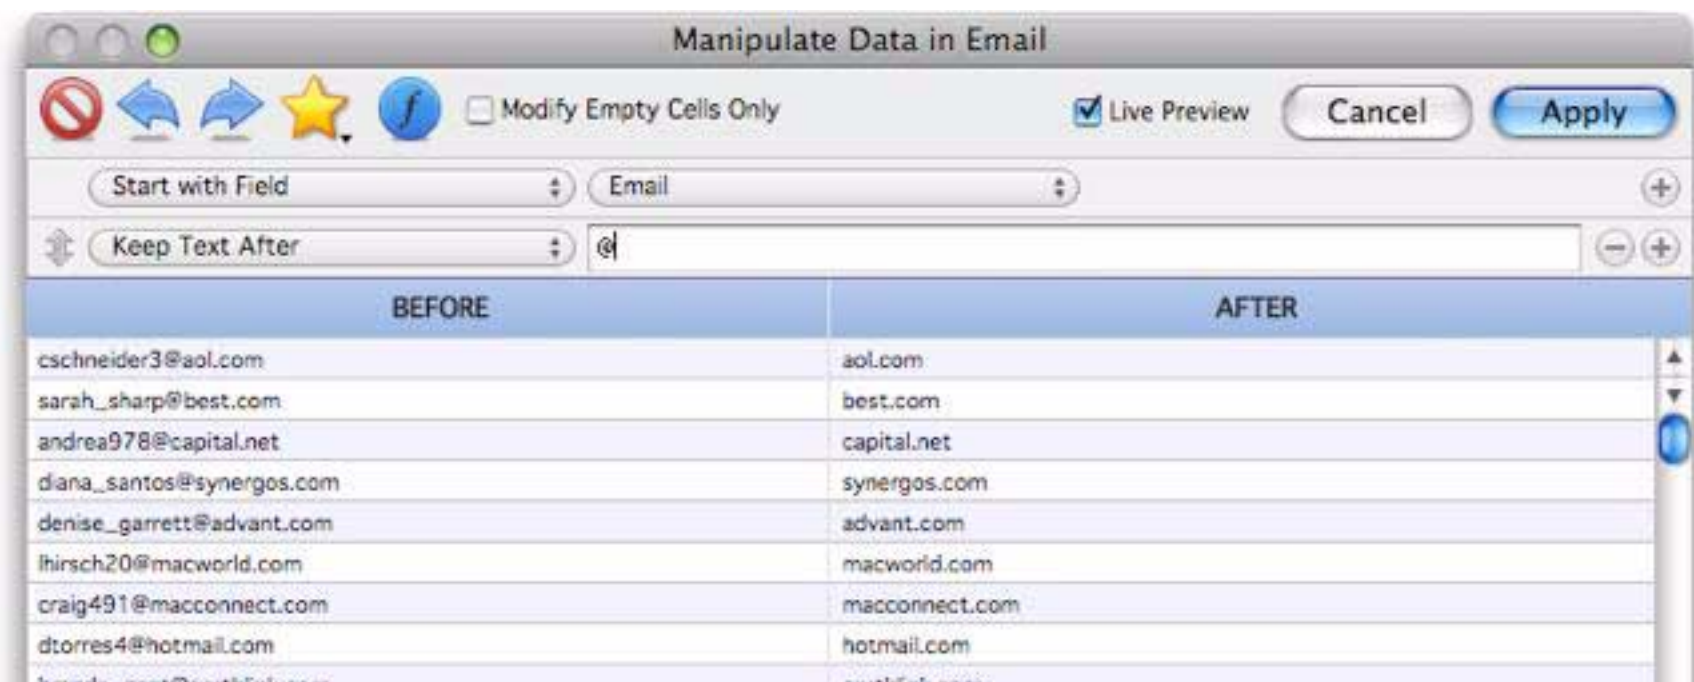 Manipulate Data in Email
f Modify Empty Cells Only Live Preview Cancel Apply
Start with Field Email
Keep Text After @
BEFORE AFTER
cschneider3@aol.com aol.com
sarah_sharp@best.com best.com
andrea978@capital.net capital.net
diana_santos@synergos.com synergos.com
denise_garrett@advant.com advant.com
lhirsch20@macworld.com macworld.com
craig491@macconnect.com macconnect.com
dtorres4@hotmail.com hotmail.com